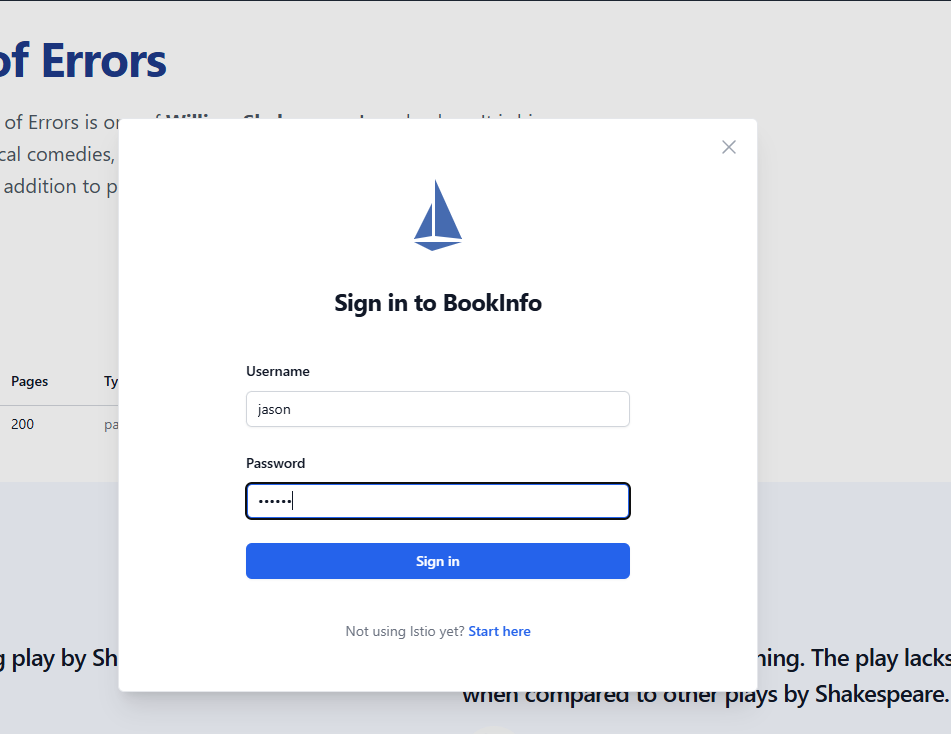 of Errors
of Errors is
cal comedies,
addition to p
Sign in to BookInfo
Username
jason
Password
••••••
Sign in
Not using Istio yet? Start here
Pages Ty
200 pa
g play by Sh
ning. The play lacks
when compared to other plays by Shakespeare.